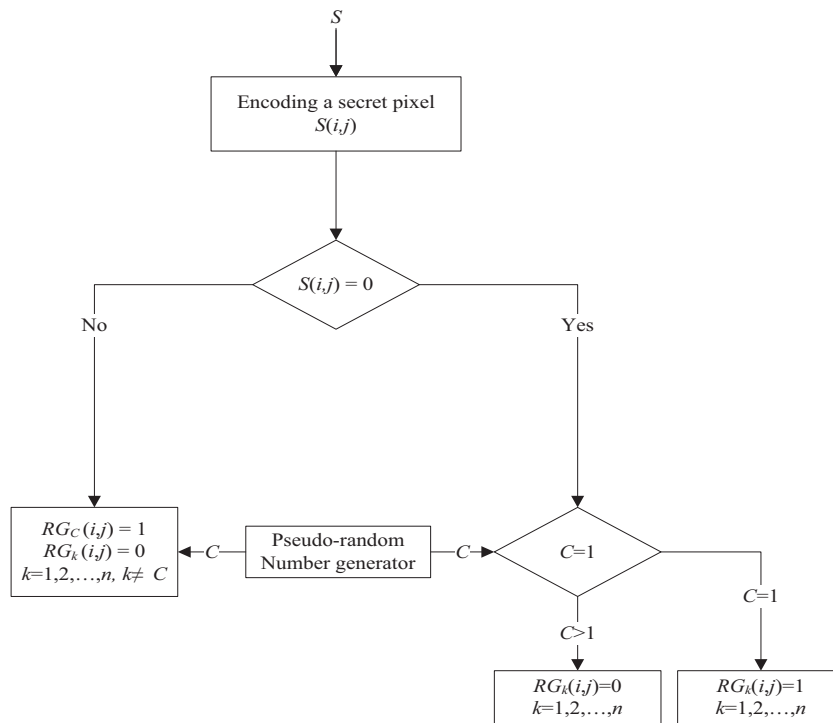 S
Encoding a secret pixel
S(i,j)
S(i,j) = 0
No
Yes
RG_C (i,j) = 1
RG_k (i,j) = 0
k=1,2,…,n, k≠ C
C
Pseudo-random
Number generator
C
C=1
C=1
C>1
RG_k(i,j)=0
k=1,2,…,n
RG_k(i,j)=1
k=1,2,…,n